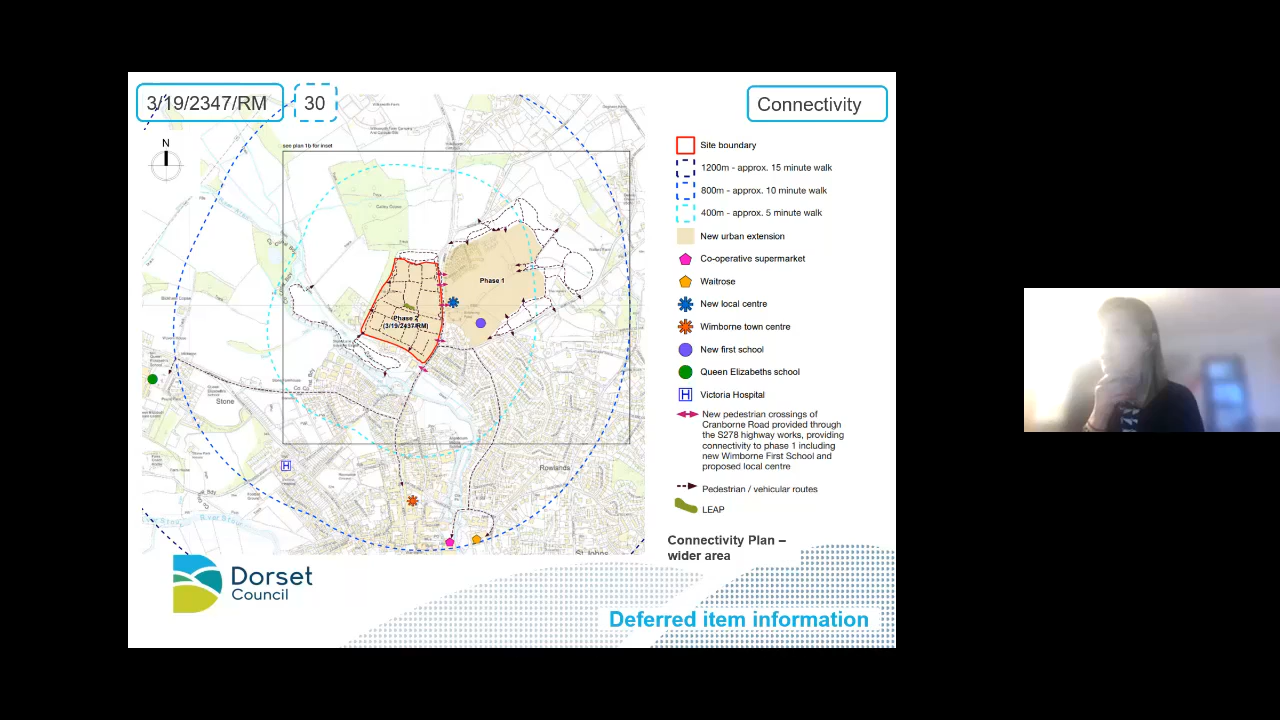 3/19/2347/RM
30
Connectivity
N
see plan 1b for inset
Phase 1
Phase 2
(3/19/2437/RM)
Stone
Rowlands
St Johns
H
Site boundary
1200m - approx. 15 minute walk
800m - approx. 10 minute walk
400m - approx. 5 minute walk
New urban extension
Co-operative supermarket
Waitrose
New local centre
Wimborne town centre
New first school
Queen Elizabeths school
H
Victoria Hospital
New pedestrian crossings of
Cranborne Road provided through
the S278 highway works, providing
connectivity to phase 1 including
new Wimborne First School and
proposed local centre
Pedestrian / vehicular routes
LEAP
Connectivity Plan –
wider area
Dorset
Council
Deferred item information